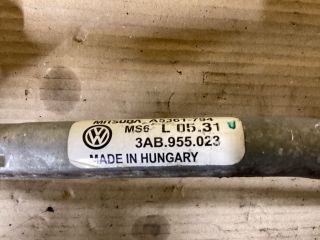 MITSUBA A5361-794
MS6 L 05.31
3AB.955.023
MADE IN HUNGARY